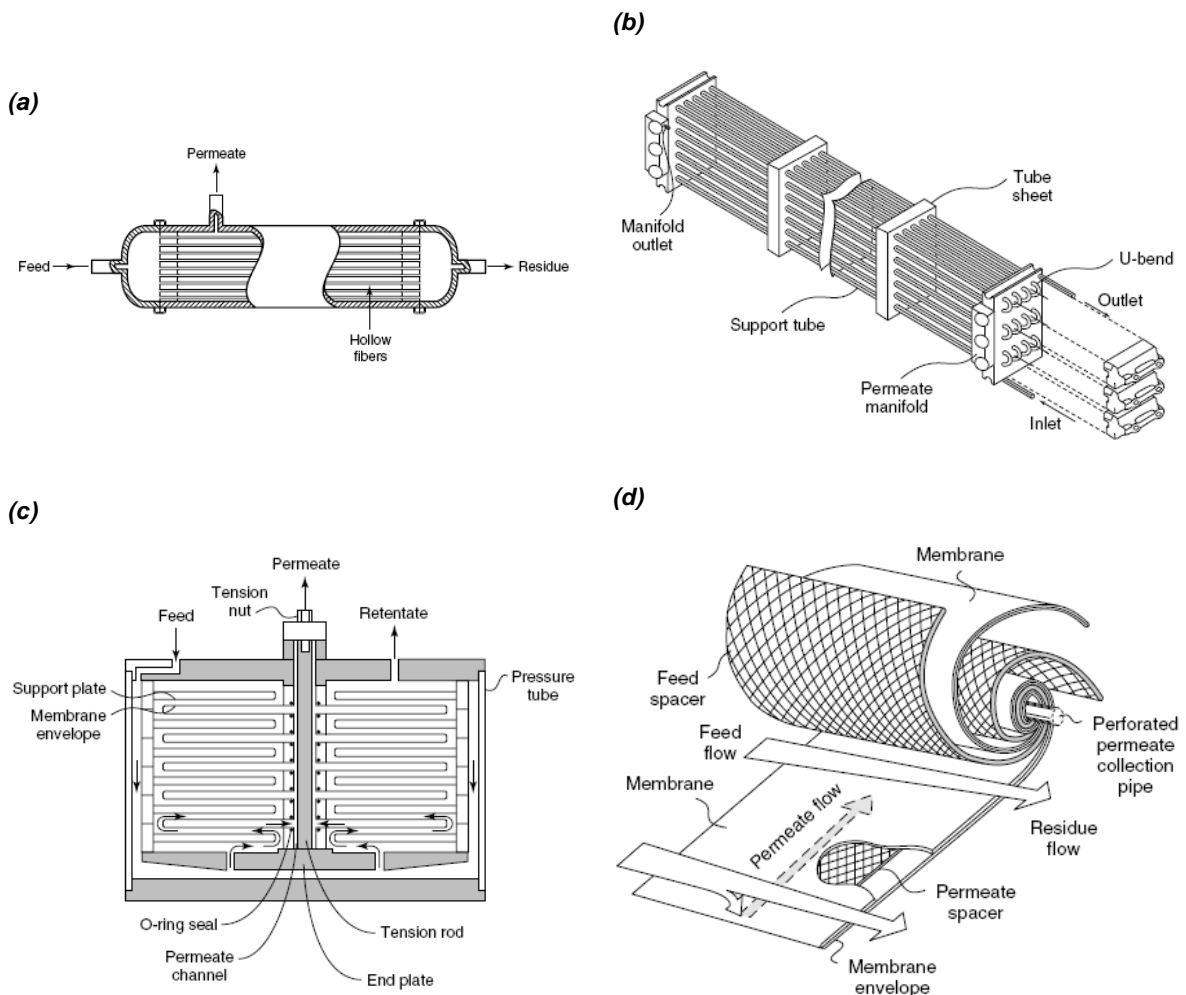 (a)
Permeate
Feed
Residue
Hollow
fibers
(b)
Tube
sheet
Manifold
outlet
U-bend
Outlet
Support tube
Permeate
manifold
Inlet
(c)
Permeate
Tension
nut
Feed
Retentate
Support plate
Membrane
envelope
Pressure
tube
O-ring seal
Tension rod
Permeate
channel
End plate
(d)
Membrane
Feed
spacer
Feed
flow
Perforated
permeate
collection
pipe
Membrane
Permeate flow
Residue
flow
Permeate
spacer
Membrane
envelope